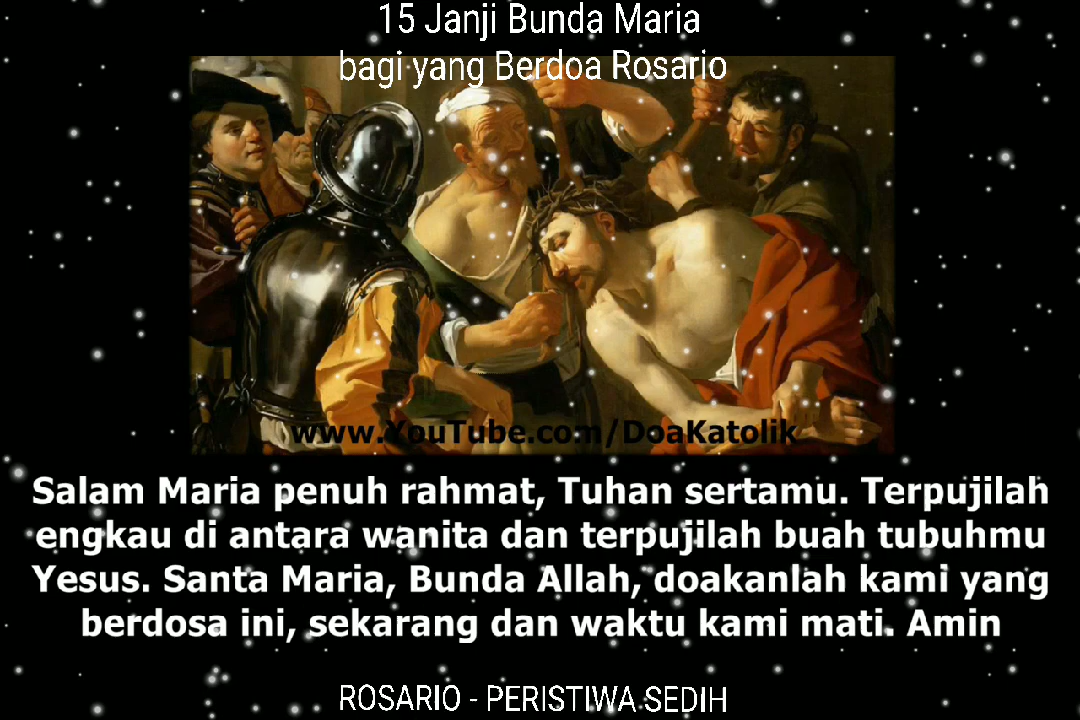 15 Janji Bunda Maria
bagi yang Berdoa Rosario
www.YouTube.com/DoaKatolik
Salam Maria penuh rahmat, Tuhan sertamu. Terpujilah
engkau di antara wanita dan terpujilah buah tubuhmu
Yesus. Santa Maria, Bunda Allah, doakanlah kami yang
berdosa ini, sekarang dan waktu kami mati. Amin
ROSARIO - PERISTIWA SEDIH